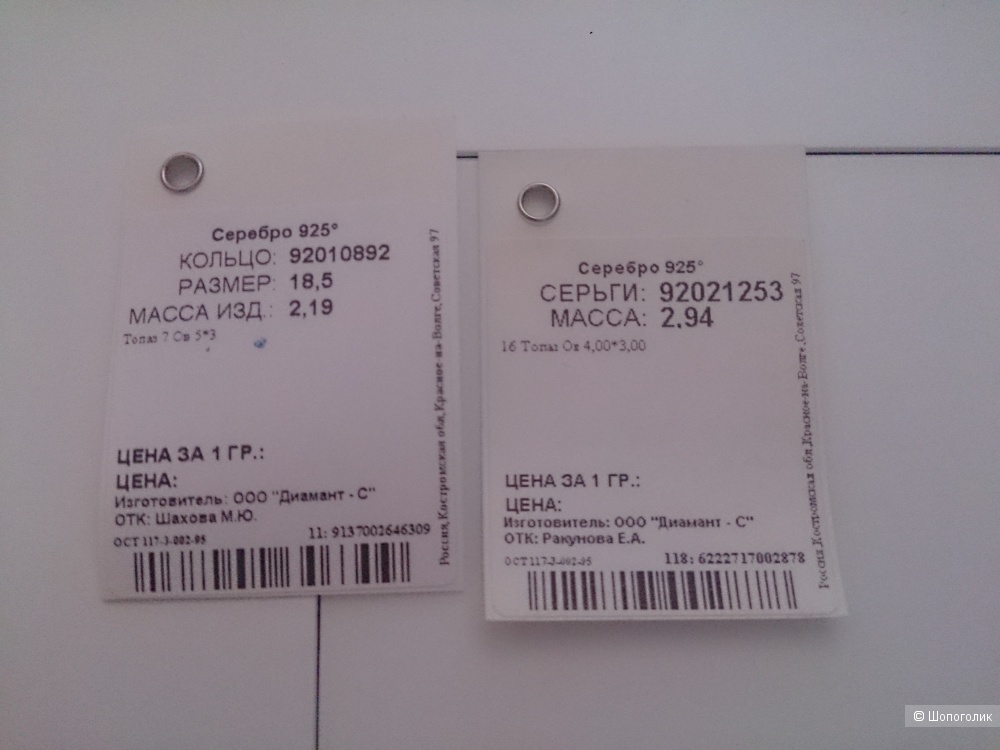 Серебро 925°
КОЛЬЦО: 92010892
РАЗМЕР: 18,5
МАССА ИЗД.: 2,19
Топаз 7 Ов 5*3
ЦЕНА ЗА 1 ГР.:
ЦЕНА:
Изготовитель: ООО "Диамант - С"
ОТК: Шахова М.Ю.
ОСТ 117-3-002-95
11: 9137002646309
Россия,Костромская обл,Красное-на-Волге,Советская 97
Серебро 925°
СЕРЬГИ: 92021253
МАССА: 2,94
16 Топаз Ов 4,00*3,00
ЦЕНА ЗА 1 ГР.:
ЦЕНА:
Изготовитель: ООО "Диамант - С"
ОТК: Ракунова Е.А.
ОСТ 117-3-002-95
118: 6222717002878
Россия,Костромская обл,Красное-на-Волге,Советская 97
© Шопоголик